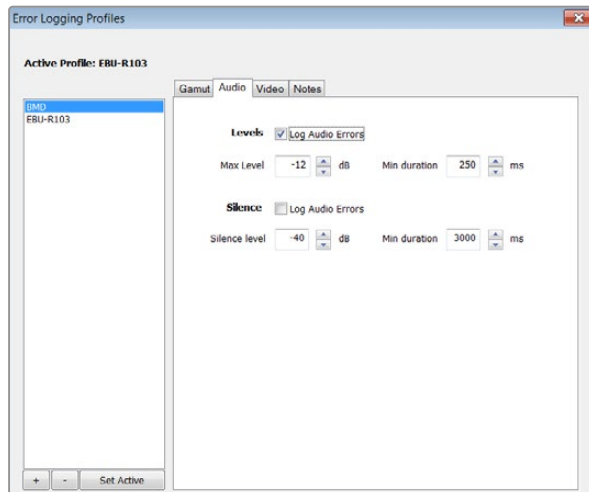 Error Logging Profiles
Active Profile: EBU-R103
Gamut Audio Video Notes
BMD
EBU-R103
Levels Log Audio Errors
Max Level -12 dB Min duration 250 ms
Silence Log Audio Errors
Silence level -40 dB Min duration 3000 ms
+ - Set Active